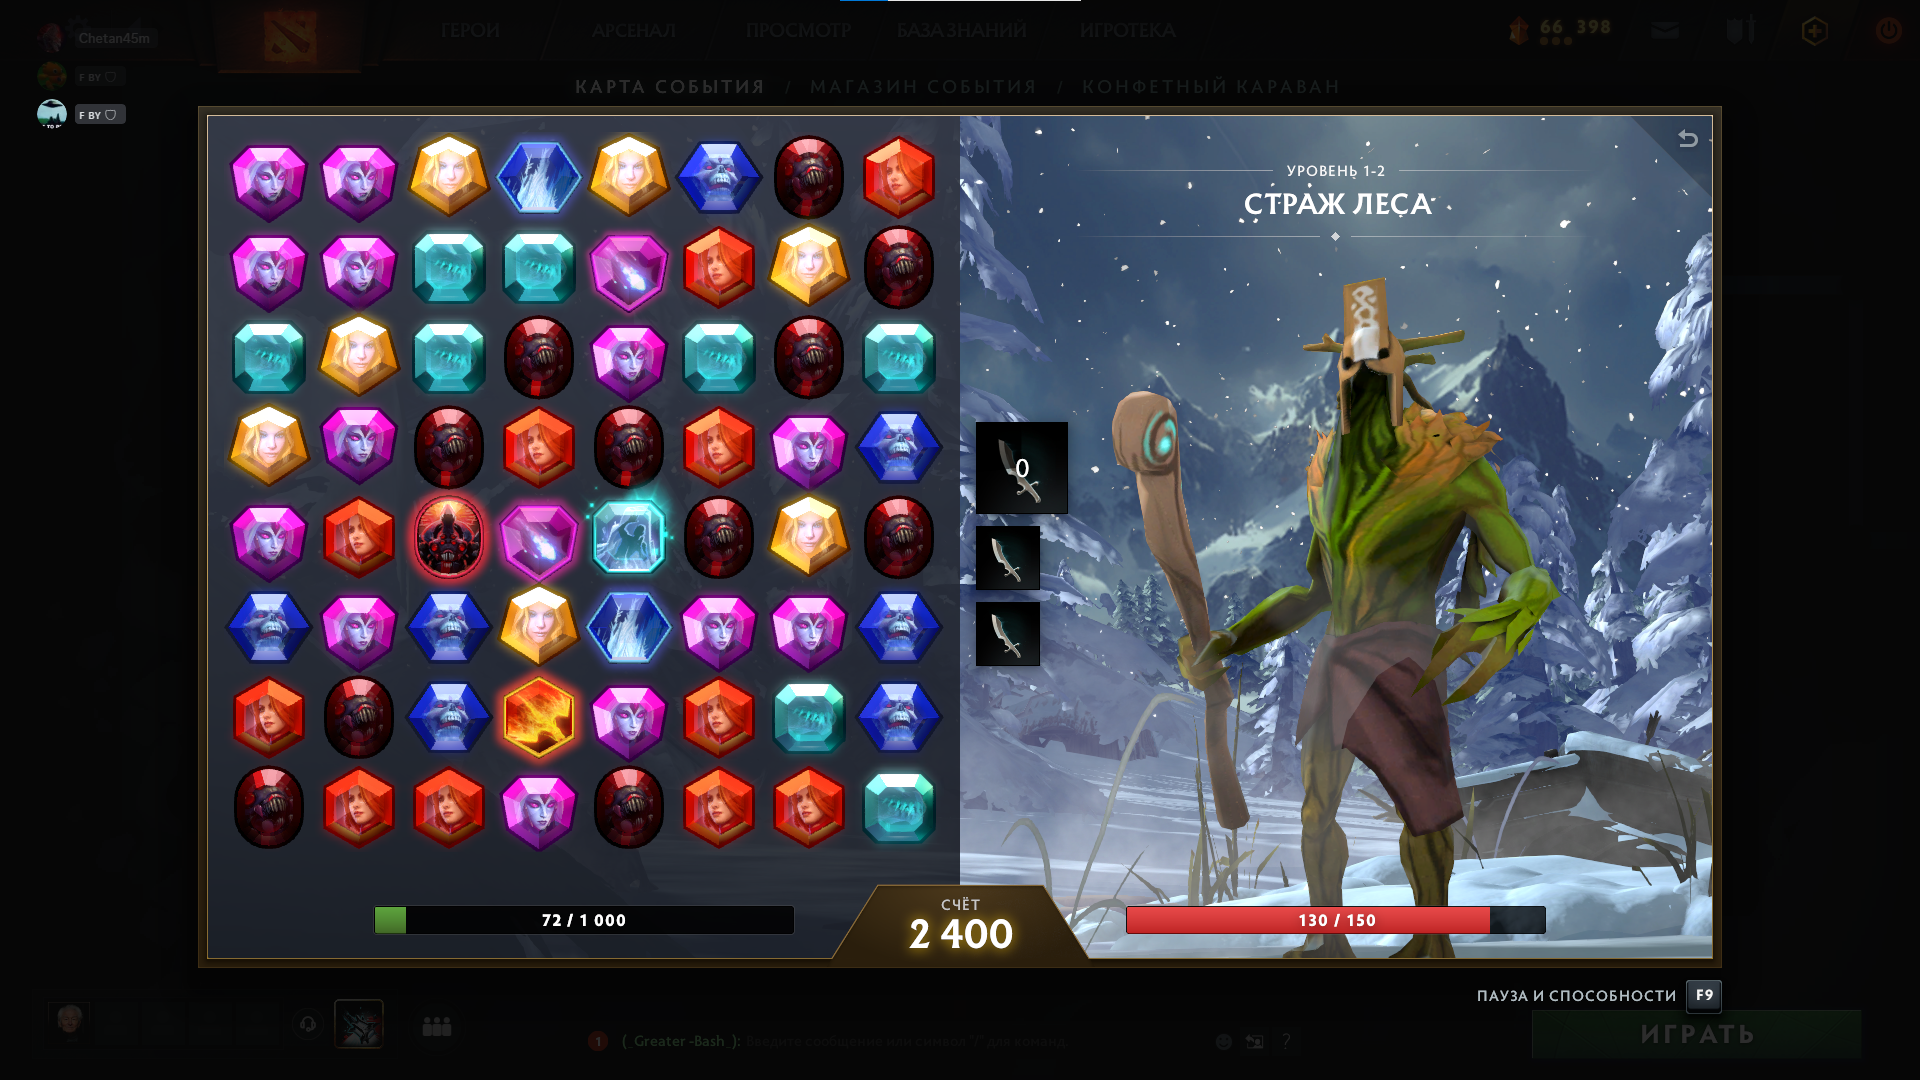 Chetan45m
ГЕРОИ
АРСЕНАЛ
ПРОСМОТР
БАЗА ЗНАНИЙ
ИГРОТЕКА
66 398
F BY
F BY
КАРТА СОБЫТИЯ / МАГАЗИН СОБЫТИЯ / КОНФЕТНЫЙ КАРАВАН
УРОВЕНЬ 1-2
СТРАЖ ЛЕСА
0
72 / 1 000
СЧЁТ
2 400
130 / 150
ПАУЗА И СПОСОБНОСТИ F9
1
(_Greater-Bash_): Введите сообщение или символ "/" для команд.
?
ИГРАТЬ